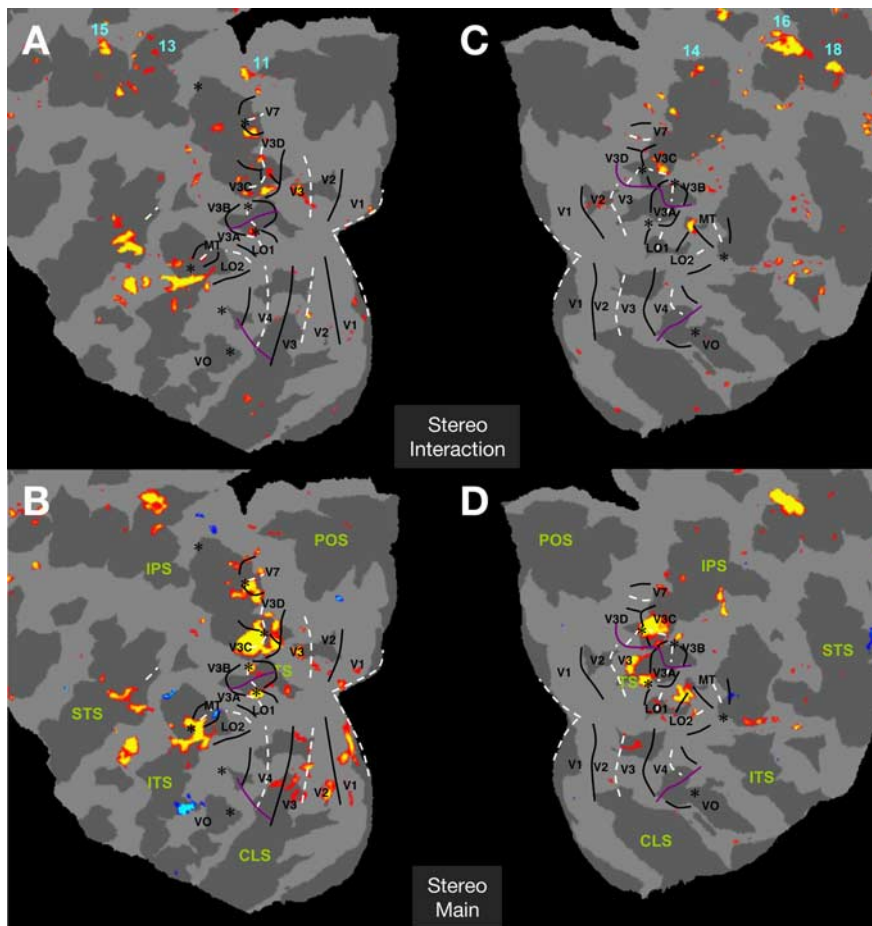 A
15
13
11
*
V7
*
V3D
V3C
V3
V2
V1
V3B
*
V3A
*
MT
LO1
*
LO2
*
V4
V3
V2
V1
VO
*
C
16
14
18
V7
V3D
V3C
*
*
V3B
V1
V2
V3
V3A
*
MT
LO1
LO2
*
V1
V2
V3
V4
VO
*
Stereo
Interaction
B
*
POS
IPS
V7
*
V3D
*
V3C
V3
V2
V3B
*
TS
V1
V3A
*
STS
MT
LO1
*
LO2
ITS
*
V4
V3
V2
V1
VO
*
CLS
D
POS
IPS
V7
V3D
V3C
*
*
V3B
STS
V1
V2
V3
V3A
TS
*
MT
LO1
LO2
*
V1
V2
V3
V4
ITS
*
VO
CLS
Stereo
Main